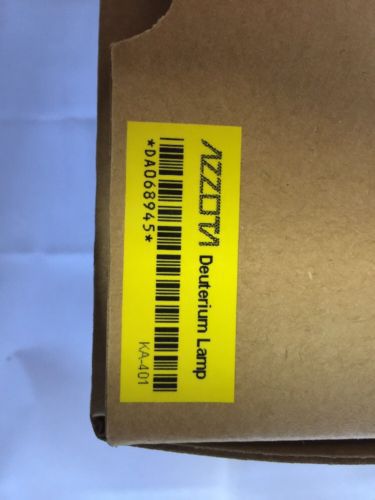 AZZOTA
Deuterium Lamp
*DA068945*
KA-401